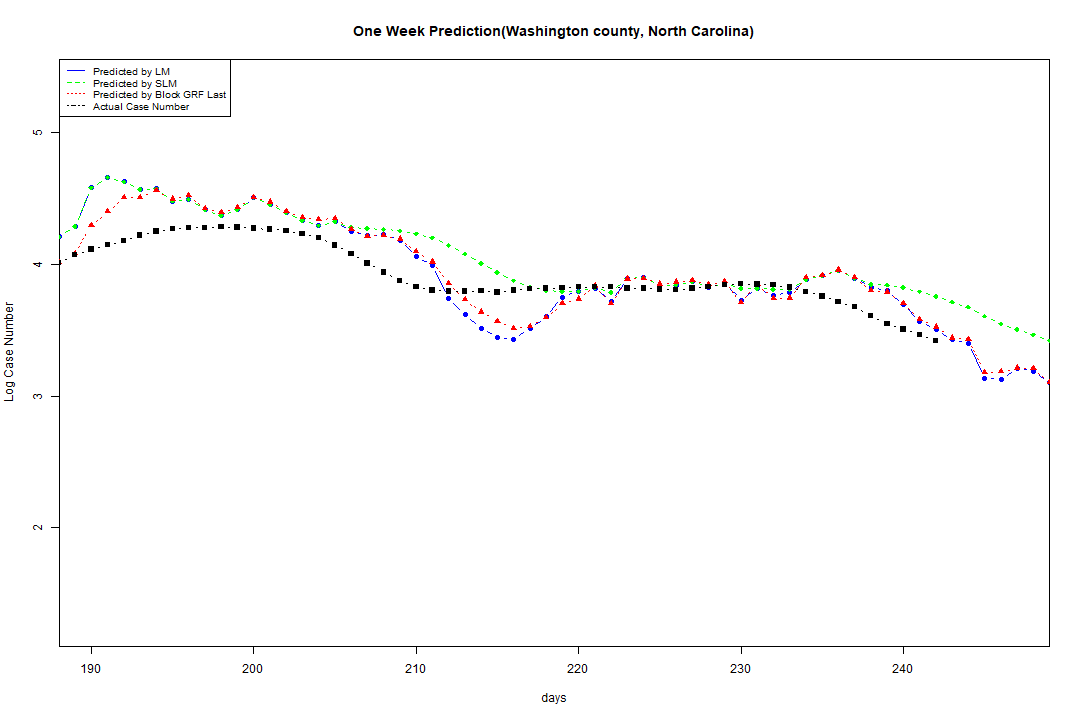 One Week Prediction(Washington county, North Carolina)
Predicted by LM
Predicted by SLM
Predicted by Block GRF Last
Actual Case Number
5
4
3
2
Log Case Number
190 200 210 220 230 240
days